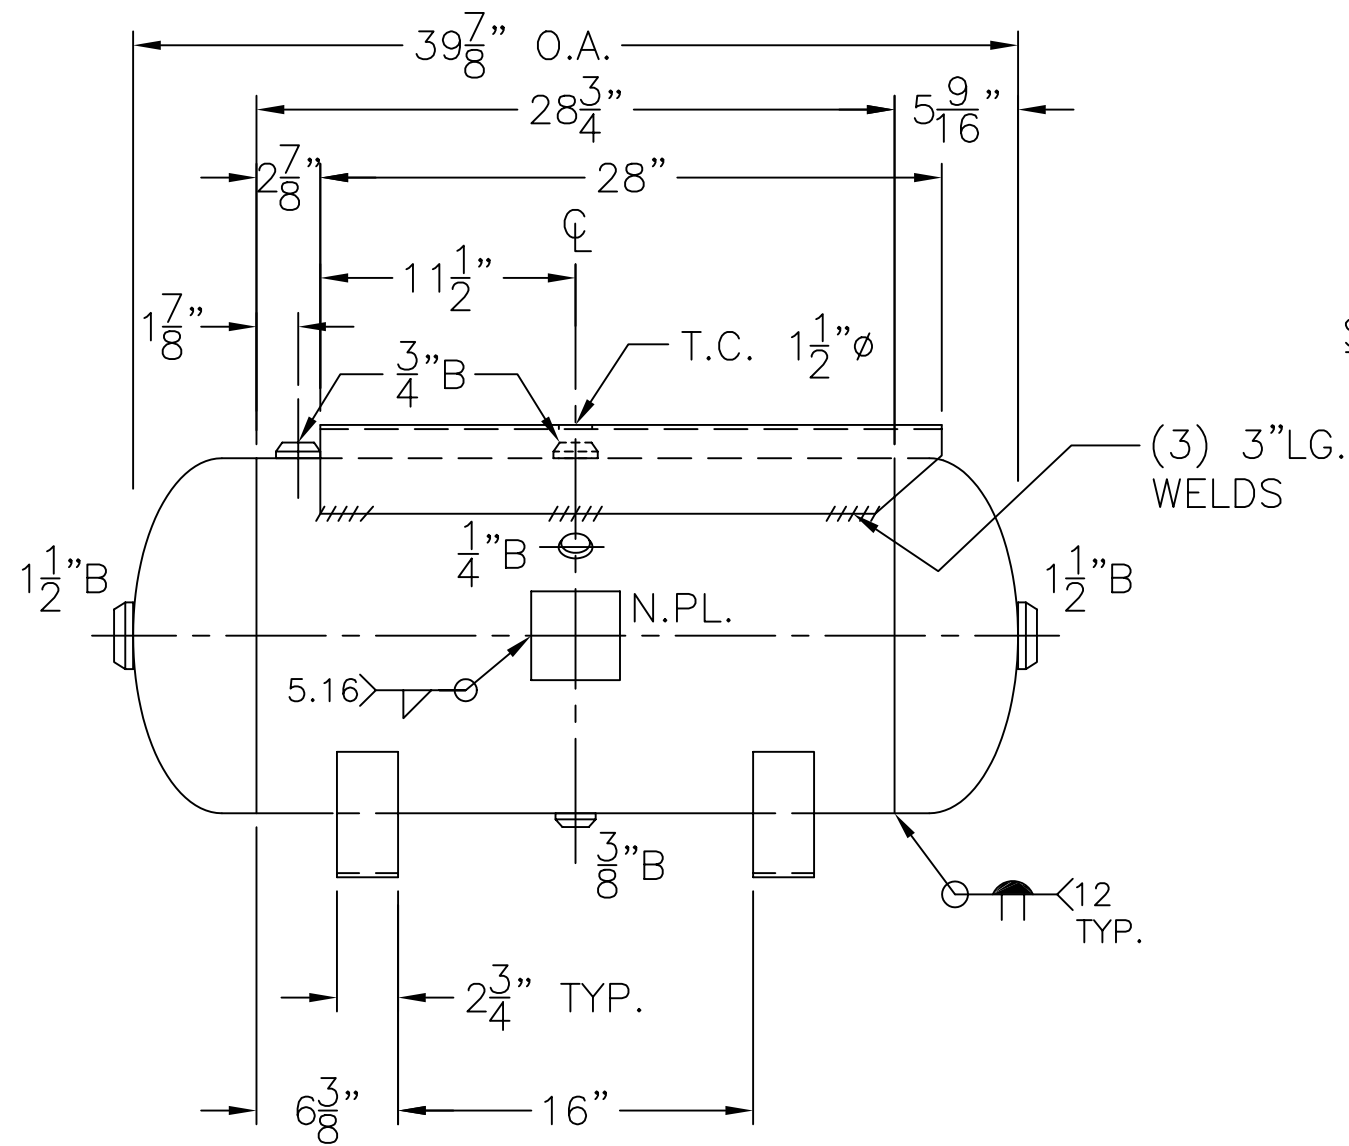 39 7/8” O.A.
28 3/4” 5 9/16”
2 7/8” 28”
℄
11 1/2”
1 7/8”
T.C. 1 1/2”ø
3/4”B
(3) 3”LG.
WELDS
1/4”B
1 1/2”B
1 1/2”B
N.PL.
5.16
3/8”B
12
TYP.
2 3/4” TYP.
6 3/8” 16”